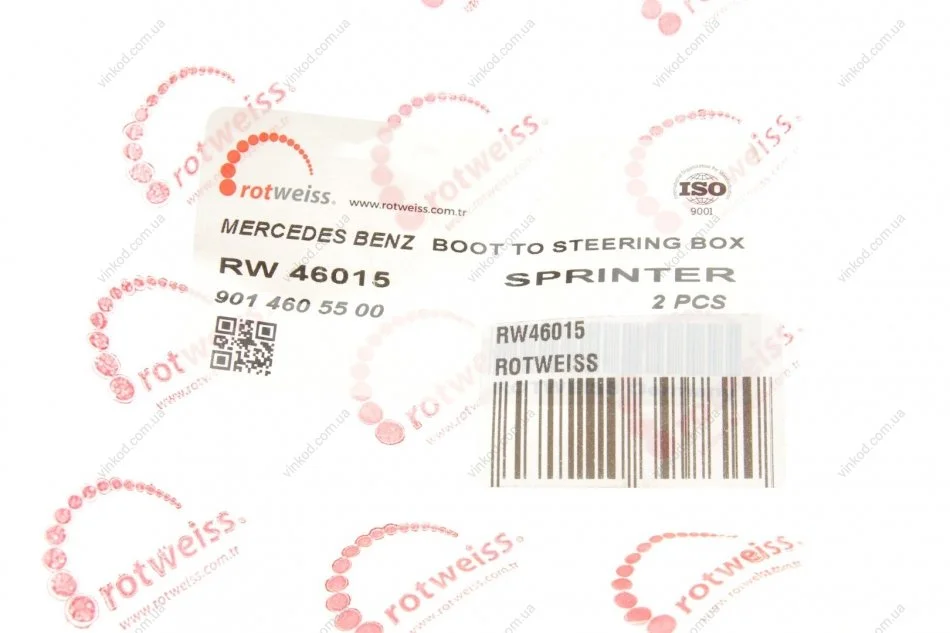 rotweiss.
www.rotweiss.com.tr
ISO
9001
MERCEDES BENZ BOOT TO STEERING BOX
RW 46015
SPRINTER
901 460 55 00
2 PCS
RW46015
ROTWEISS
rotweiss.
www.rotweiss.com.tr
vinkod.com.ua